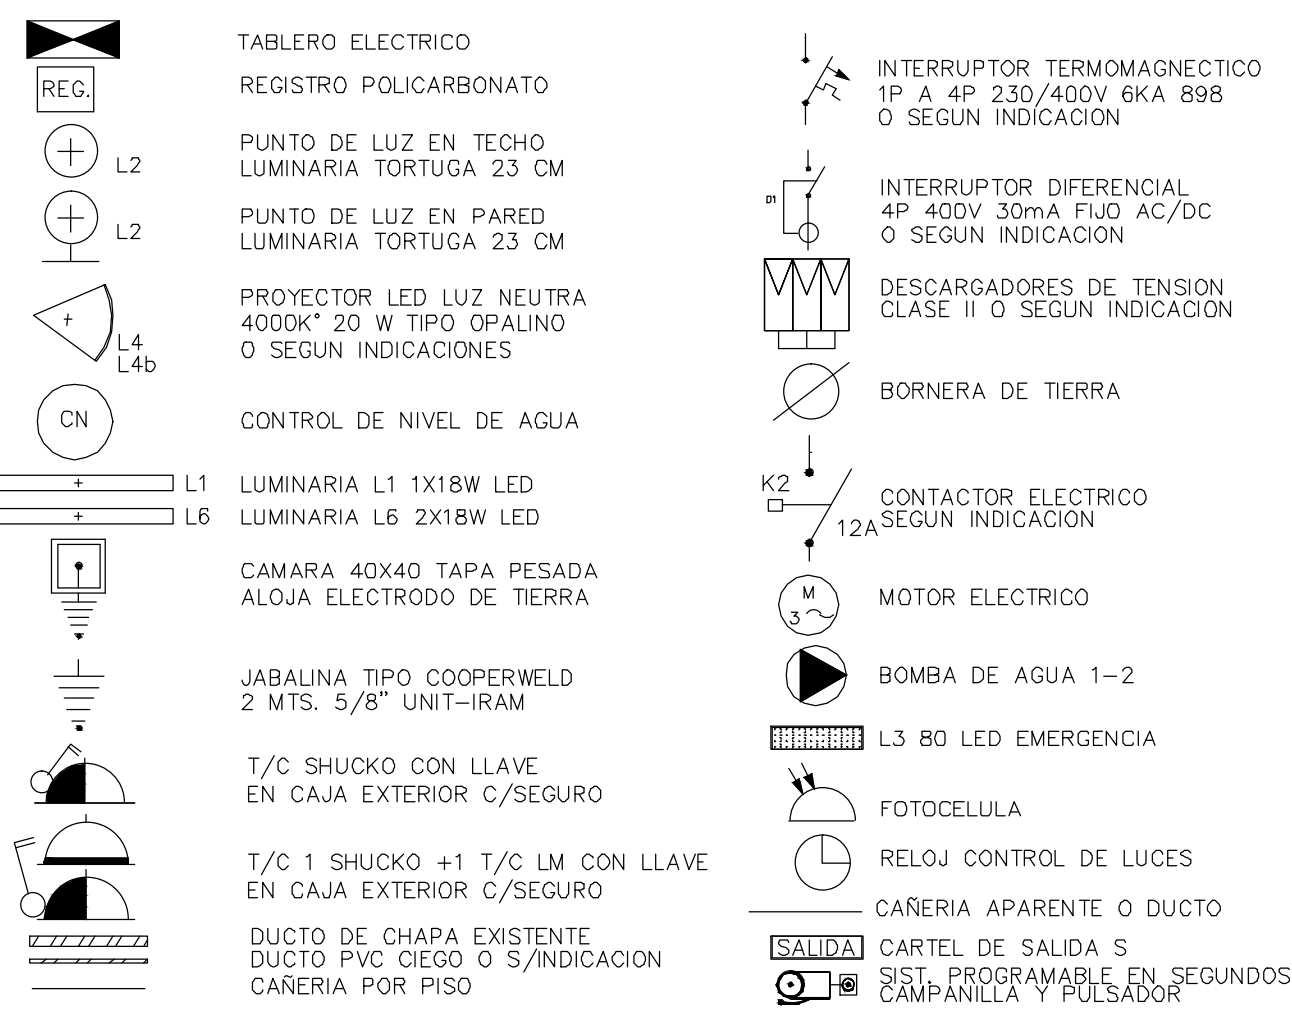 TABLERO ELECTRICO
REG.
REGISTRO POLICARBONATO
PUNTO DE LUZ EN TECHO
L2
LUMINARIA TORTUGA 23 CM
PUNTO DE LUZ EN PARED
L2
LUMINARIA TORTUGA 23 CM
PROYECTOR LED LUZ NEUTRA
4000K° 20 W TIPO OPALINO
L4
L4b
O SEGUN INDICACIONES
CN
CONTROL DE NIVEL DE AGUA
L1
LUMINARIA L1 1X18W LED
L6
LUMINARIA L6 2X18W LED
CAMARA 40X40 TAPA PESADA
ALOJA ELECTRODO DE TIERRA
JABALINA TIPO COOPERWELD
2 MTS. 5/8" UNIT-IRAM
T/C SHUCKO CON LLAVE
EN CAJA EXTERIOR C/SEGURO
T/C 1 SHUCKO +1 T/C LM CON LLAVE
EN CAJA EXTERIOR C/SEGURO
DUCTO DE CHAPA EXISTENTE
DUCTO PVC CIEGO O S/INDICACION
CAÑERIA POR PISO
INTERRUPTOR TERMOMAGNECTICO
1P A 4P 230/400V 6KA 898
O SEGUN INDICACION
D1
INTERRUPTOR DIFERENCIAL
4P 400V 30mA FIJO AC/DC
O SEGUN INDICACION
DESCARGADORES DE TENSION
CLASE II O SEGUN INDICACION
BORNERA DE TIERRA
K2
12A
CONTACTOR ELECTRICO
SEGUN INDICACION
M
3
MOTOR ELECTRICO
BOMBA DE AGUA 1-2
L3 80 LED EMERGENCIA
FOTOCELULA
RELOJ CONTROL DE LUCES
CAÑERIA APARENTE O DUCTO
SALIDA
CARTEL DE SALIDA S
SIST. PROGRAMABLE EN SEGUNDOS
CAMPANILLA Y PULSADOR